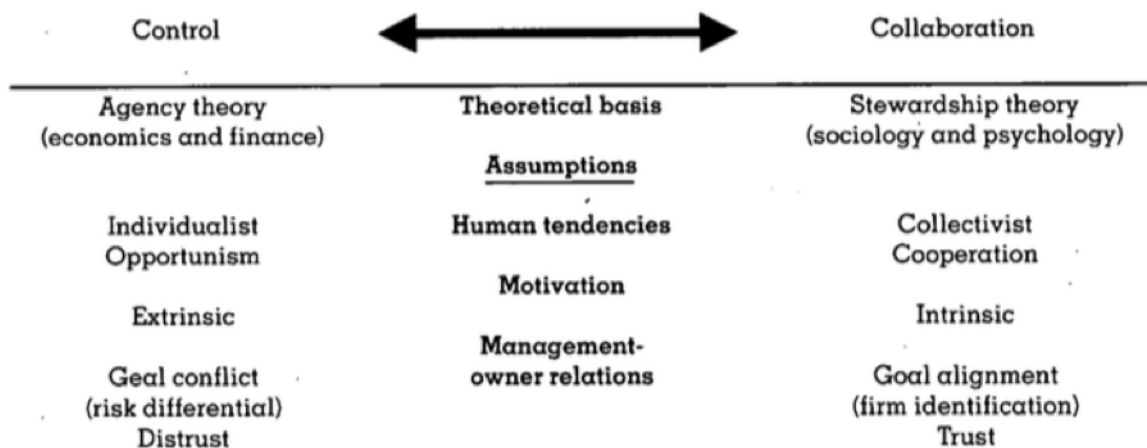 Control
Collaboration
Agency theory
(economics and finance)
Theoretical basis
Stewardship theory
(sociology and psychology)
Assumptions
Individualist
Opportunism
Human tendencies
Collectivist
Cooperation
Motivation
Extrinsic
Intrinsic
Management-
owner relations
Geal conflict
(risk differential)
Distrust
Goal alignment
(firm identification)
Trust